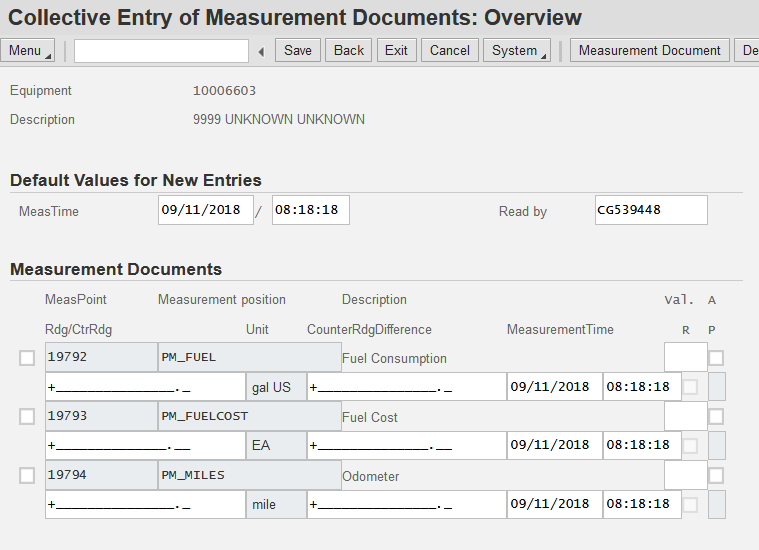 Collective Entry of Measurement Documents: Overview
Menu Save Back Exit Cancel System Measurement Document De
Equipment 10006603
Description 9999 UNKNOWN UNKNOWN
Default Values for New Entries
MeasTime 09/11/2018 / 08:18:18 Read by CG539448
Measurement Documents
MeasPoint Measurement position Description Val. A
Rdg/CtrRdg Unit CounterRdgDifference MeasurementTime R P
19792 PM_FUEL Fuel Consumption
+_______________._ gal US +_______________._ 09/11/2018 08:18:18
19793 PM_FUELCOST Fuel Cost
+______________.__ EA +______________.__ 09/11/2018 08:18:18
19794 PM_MILES Odometer
+_______________._ mile +_______________._ 09/11/2018 08:18:18